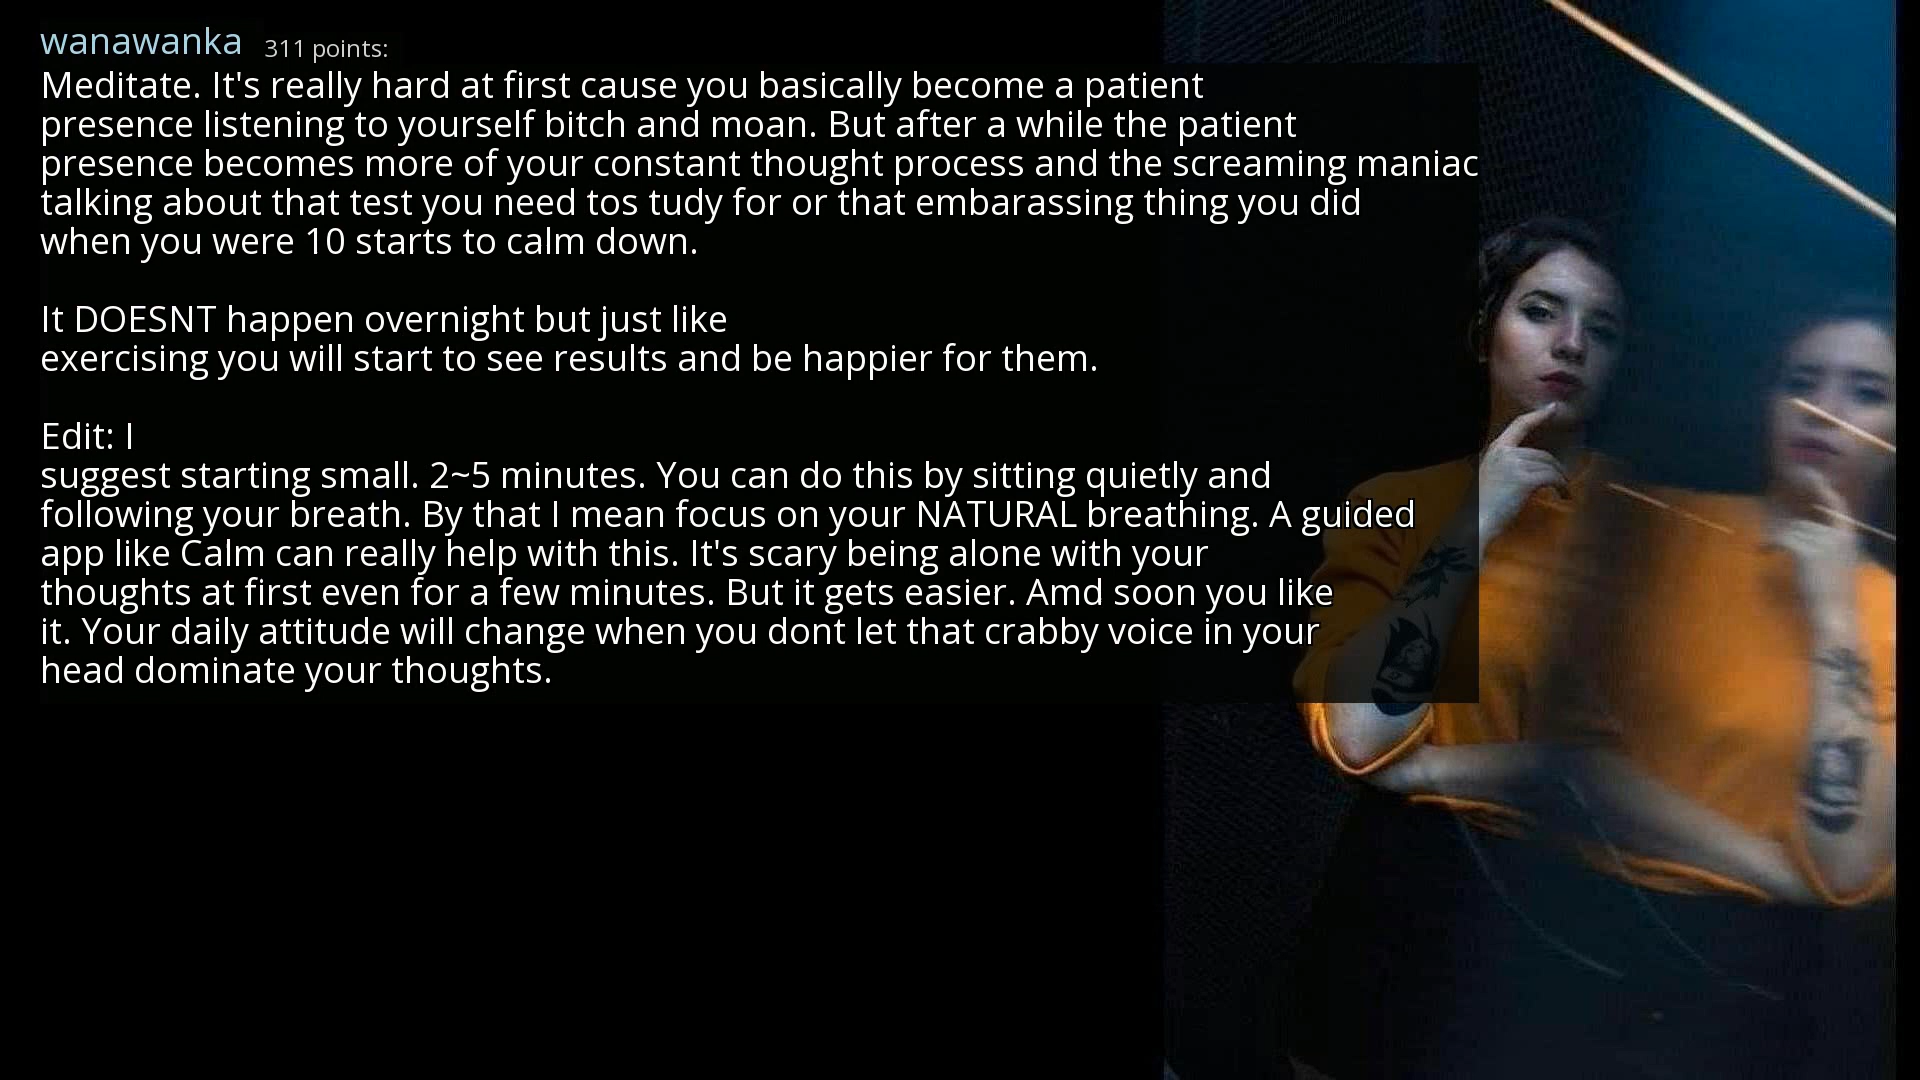 wanawanka 311 points:
Meditate. It's really hard at first cause you basically become a patient
presence listening to yourself bitch and moan. But after a while the patient
presence becomes more of your constant thought process and the screaming maniac
talking about that test you need tos tudy for or that embarassing thing you did
when you were 10 starts to calm down.
It DOESNT happen overnight but just like
exercising you will start to see results and be happier for them.
Edit: I
suggest starting small. 2~5 minutes. You can do this by sitting quietly and
following your breath. By that I mean focus on your NATURAL breathing. A guided
app like Calm can really help with this. It's scary being alone with your
thoughts at first even for a few minutes. But it gets easier. Amd soon you like
it. Your daily attitude will change when you dont let that crabby voice in your
head dominate your thoughts.